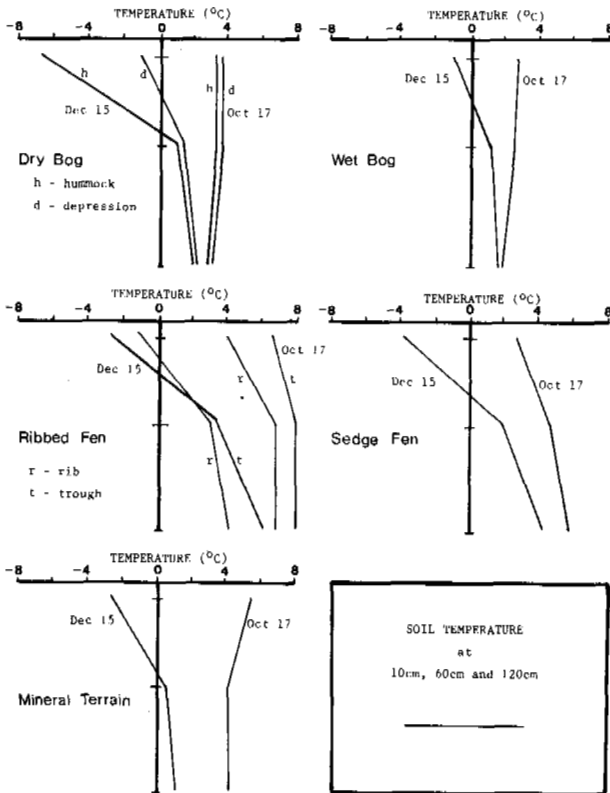 TEMPERATURE (°C)
-8 -4 0 4 8
h d h d
Dec 15
Oct 17
Dry Bog
h - hummock
d - depression
TEMPERATURE (°C)
-8 -4 0 4 8
Dec 15
Oct 17
Wet Bog
TEMPERATURE (°C)
-8 -4 0 4 8
Oct 17
Dec 15
r t
Ribbed Fen
r t
r - rib
t - trough
TEMPERATURE (°C)
-8 -4 0 4 8
Dec 15
Oct 17
Sedge Fen
TEMPERATURE (°C)
-8 -4 0 4 8
Dec 15
Oct 17
Mineral Terrain
SOIL TEMPERATURE
at
10cm, 60cm and 120cm